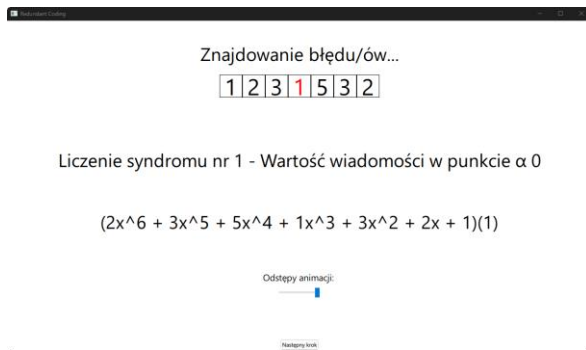 Redundant Coding
Znajdowanie błędu/ów...
1 2 3 1 5 3 2
Liczenie syndromu nr 1 - Wartość wiadomości w punkcie α 0
(2x^6 + 3x^5 + 5x^4 + 1x^3 + 3x^2 + 2x + 1)(1)
Odstępy animacji:
Następny krok